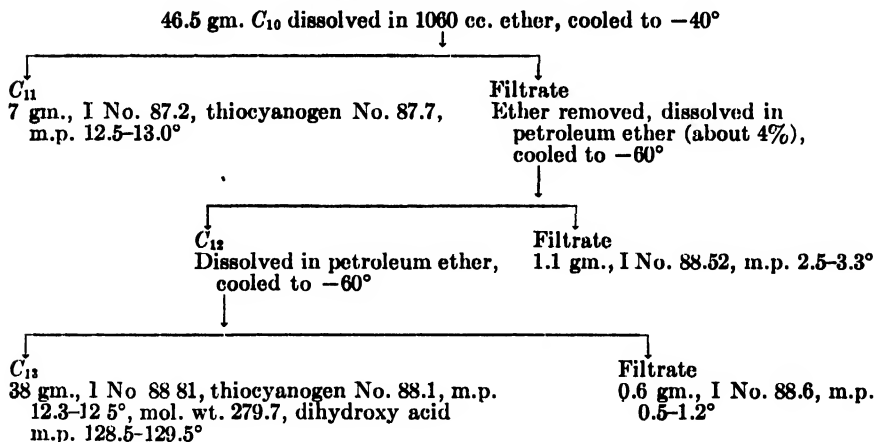 46.5 gm. C10 dissolved in 1060 cc. ether, cooled to −40°
C11
7 gm., I No. 87.2, thiocyanogen No. 87.7,
m.p. 12.5–13.0°
Filtrate
Ether removed, dissolved in
petroleum ether (about 4%),
cooled to −60°
C12
Dissolved in petroleum ether,
cooled to −60°
Filtrate
1.1 gm., I No. 88.52, m.p. 2.5–3.3°
C13
38 gm., I No 88 81, thiocyanogen No. 88.1, m.p.
12.3–12 5°, mol. wt. 279.7, dihydroxy acid
m.p. 128.5–129.5°
Filtrate
0.6 gm., I No. 88.6, m.p.
0.5–1.2°